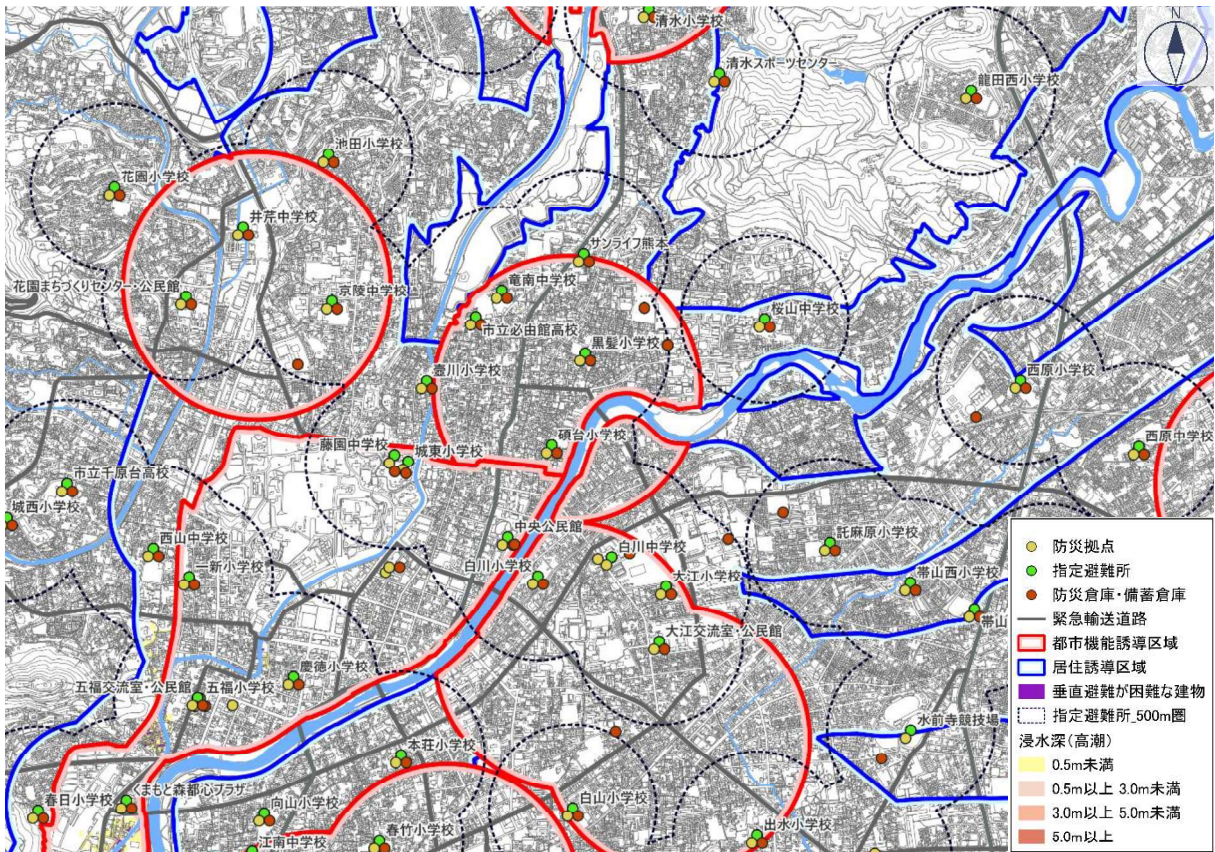 清水小学校
清水スポーツセンター
龍田西小学校
池田小学校
花園小学校
井芹中学校
サンライフ熊本
花園まちづくりセンター・公民館
京陵中学校
竜南中学校
市立必由館高校
桜山中学校
黒髪小学校
壺川小学校
西原小学校
碩台小学校
藤園中学校
城東小学校
西原中学校
市立千原台高校
城西小学校
中央公民館
託麻原小学校
西山中学校
白川中学校
一新小学校
白川小学校
大江小学校
帯山西小学校
帯山
大江交流室・公民館
慶徳小学校
五福交流室・公民館
五福小学校
水前寺競技場
本荘小学校
くまもと森都心プラザ
春日小学校
向山小学校
白山小学校
江南中学校
春竹小学校
出水小学校
防災拠点
指定避難所
防災倉庫・備蓄倉庫
緊急輸送道路
都市機能誘導区域
居住誘導区域
垂直避難が困難な建物
指定避難所_500m圏
浸水深(高潮)
0.5m未満
0.5m以上 3.0m未満
3.0m以上 5.0m未満
5.0m以上